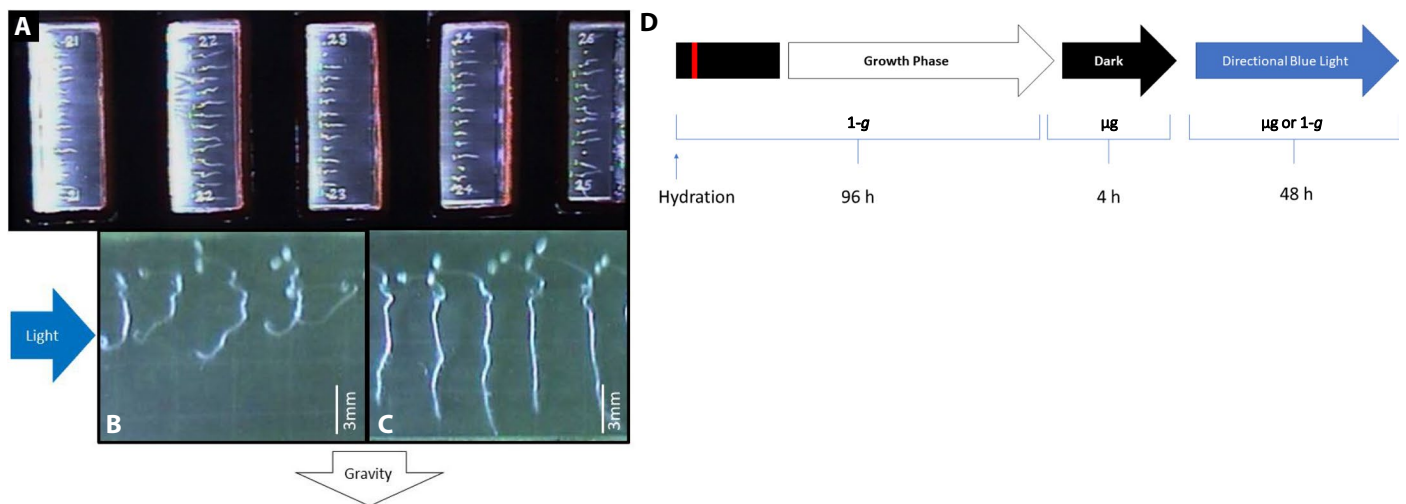 A
21
22
23
24
26
21
22
23
24
25
Light
B
3mm
C
3mm
Gravity
D
Growth Phase
Dark
Directional Blue Light
1-g
µg
µg or 1-g
Hydration
96 h
4 h
48 h